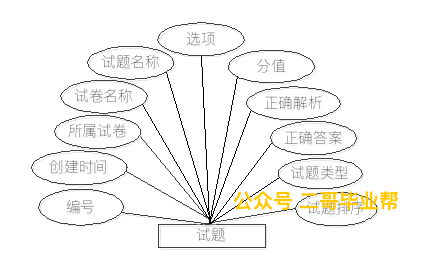 选项
试题名称
分值
试卷名称
正确解析
所属试卷
正确答案
创建时间
试题类型
公众号 二哥毕业帮
编号
试题排序
试题